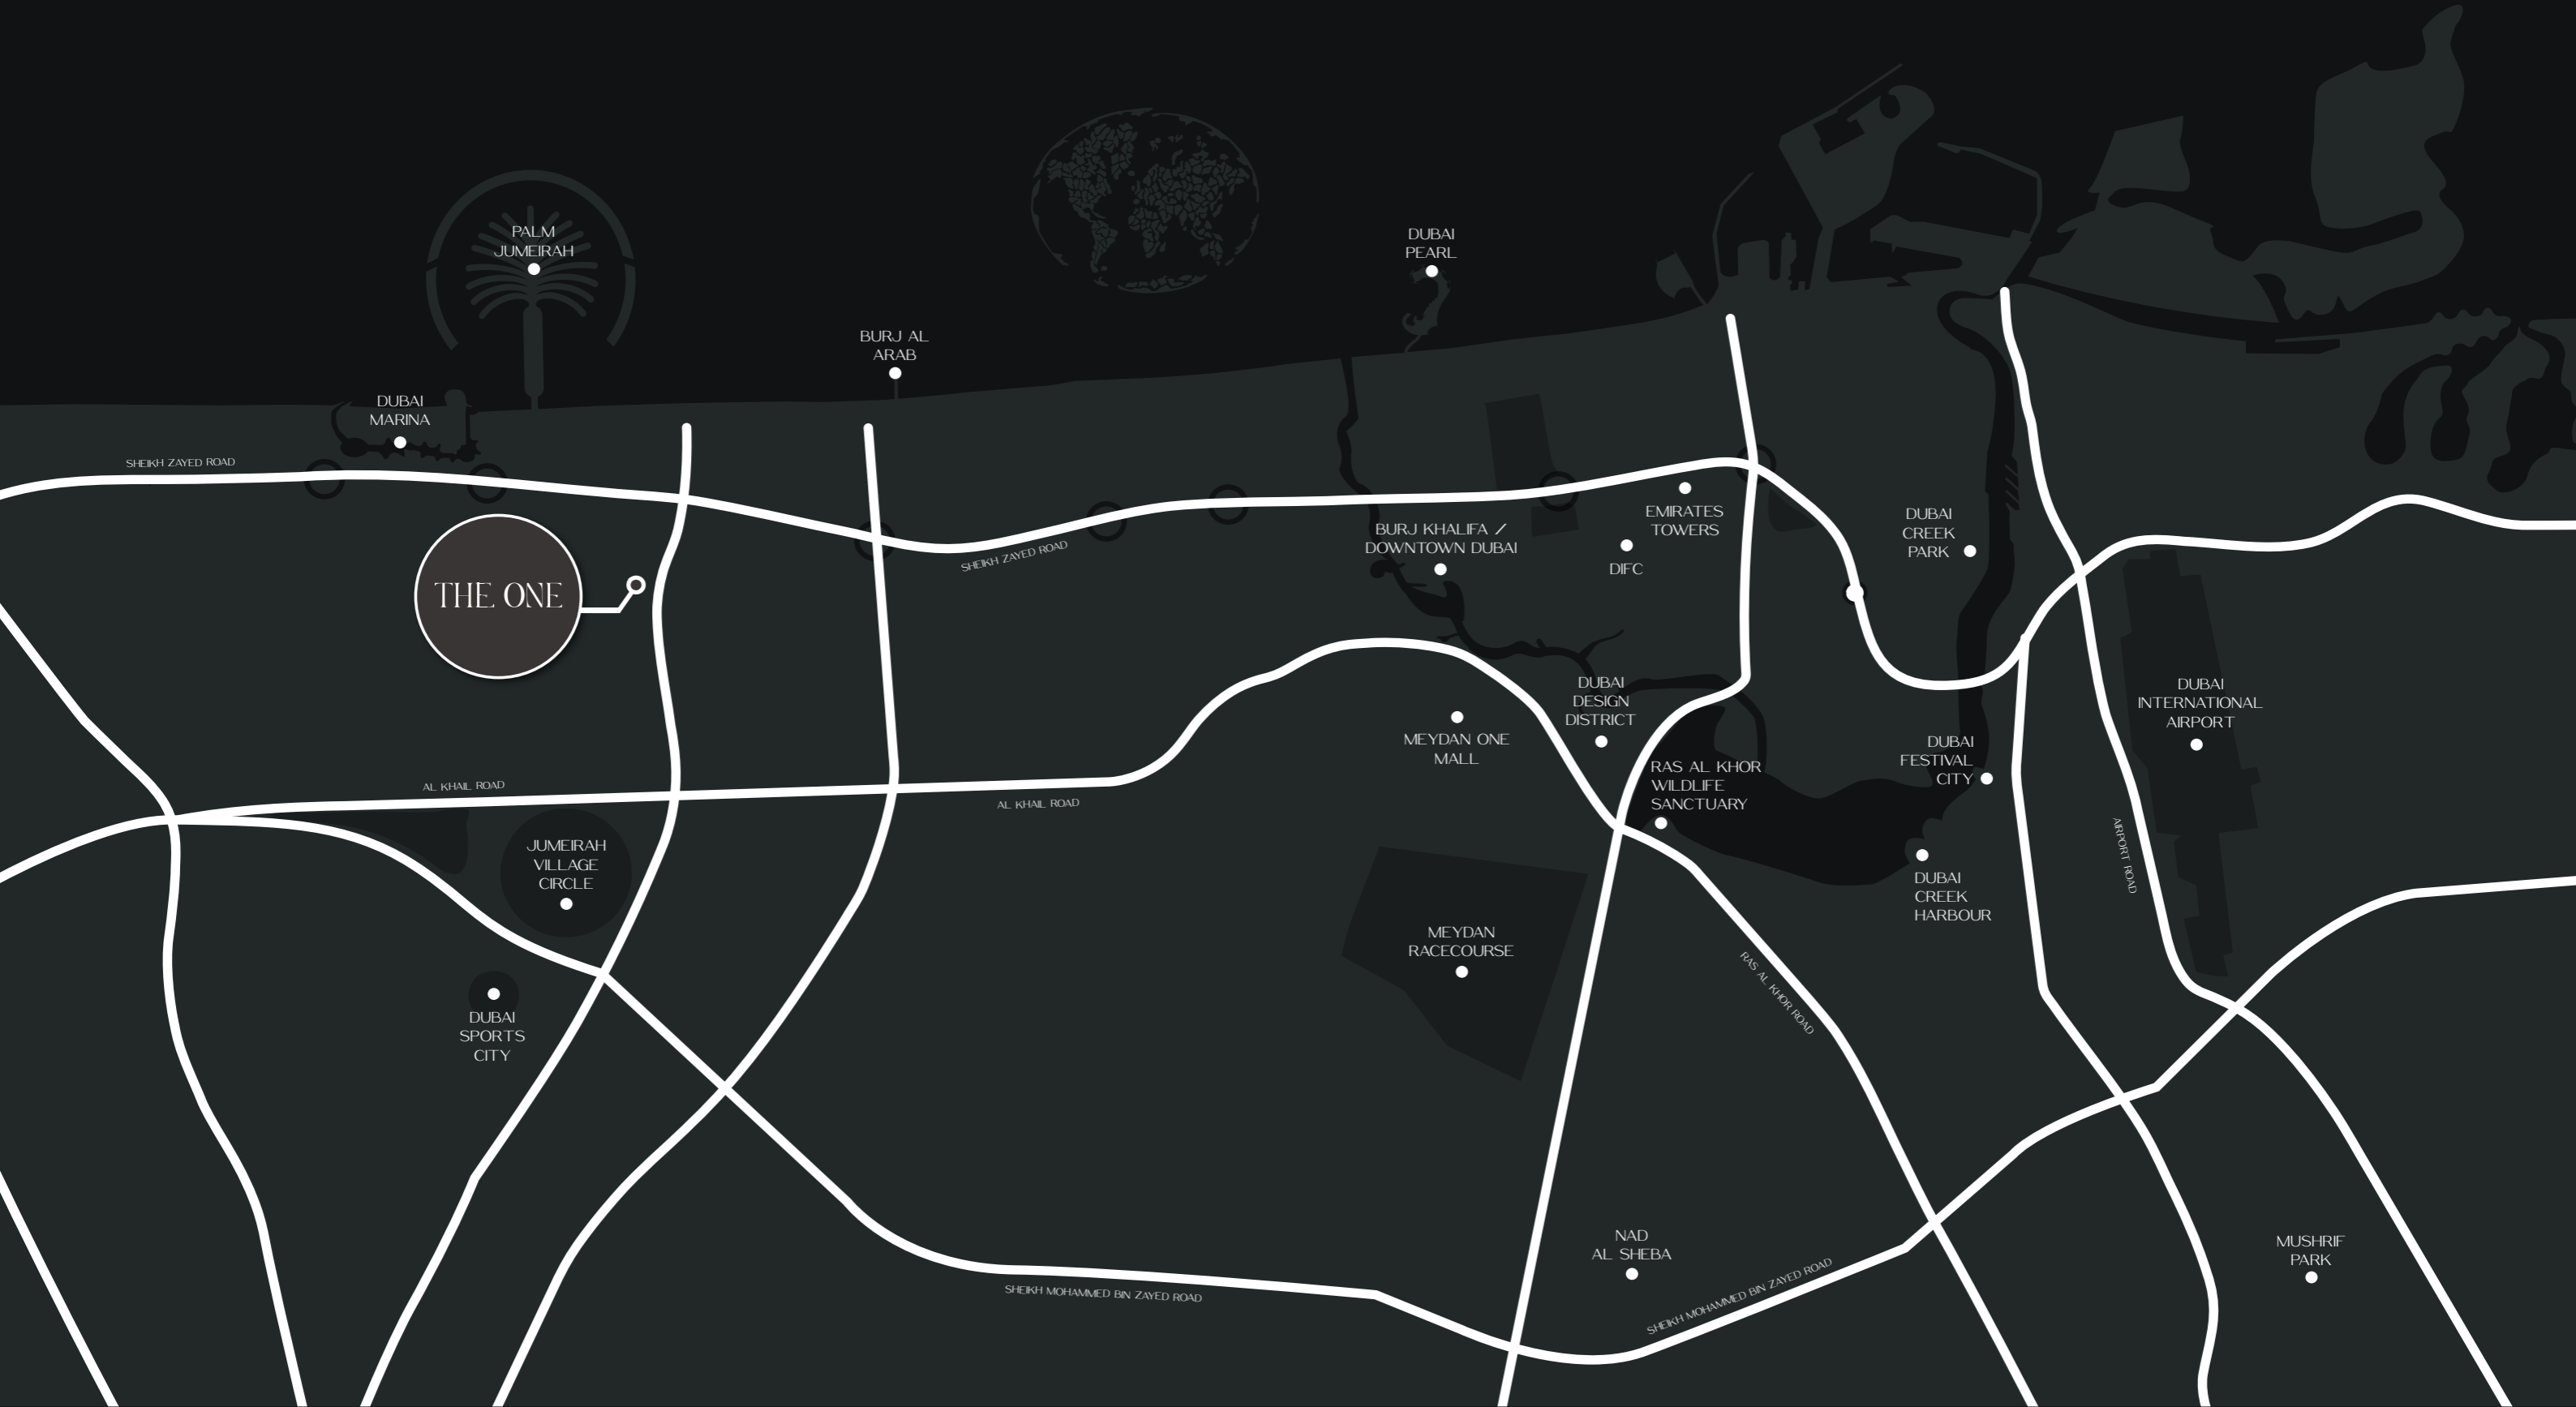 PALM
JUMEIRAH
DUBAI
PEARL
BURJ AL
ARAB
DUBAI
MARINA
SHEIKH ZAYED ROAD
SHEIKH ZAYED ROAD
THE ONE
BURJ KHALIFA /
DOWNTOWN DUBAI
EMIRATES
TOWERS
DIFC
DUBAI
CREEK
PARK
DUBAI
DESIGN
DISTRICT
MEYDAN ONE
MALL
DUBAI
INTERNATIONAL
AIRPORT
DUBAI
FESTIVAL
CITY
RAS AL KHOR
WILDLIFE
SANCTUARY
AL KHAIL ROAD
AL KHAIL ROAD
JUMEIRAH
VILLAGE
CIRCLE
AIRPORT ROAD
DUBAI
CREEK
HARBOUR
MEYDAN
RACECOURSE
RAS AL KHOR ROAD
DUBAI
SPORTS
CITY
NAD
AL SHEBA
MUSHRIF
PARK
SHEIKH MOHAMMED BIN ZAYED ROAD
SHEIKH MOHAMMED BIN ZAYED ROAD